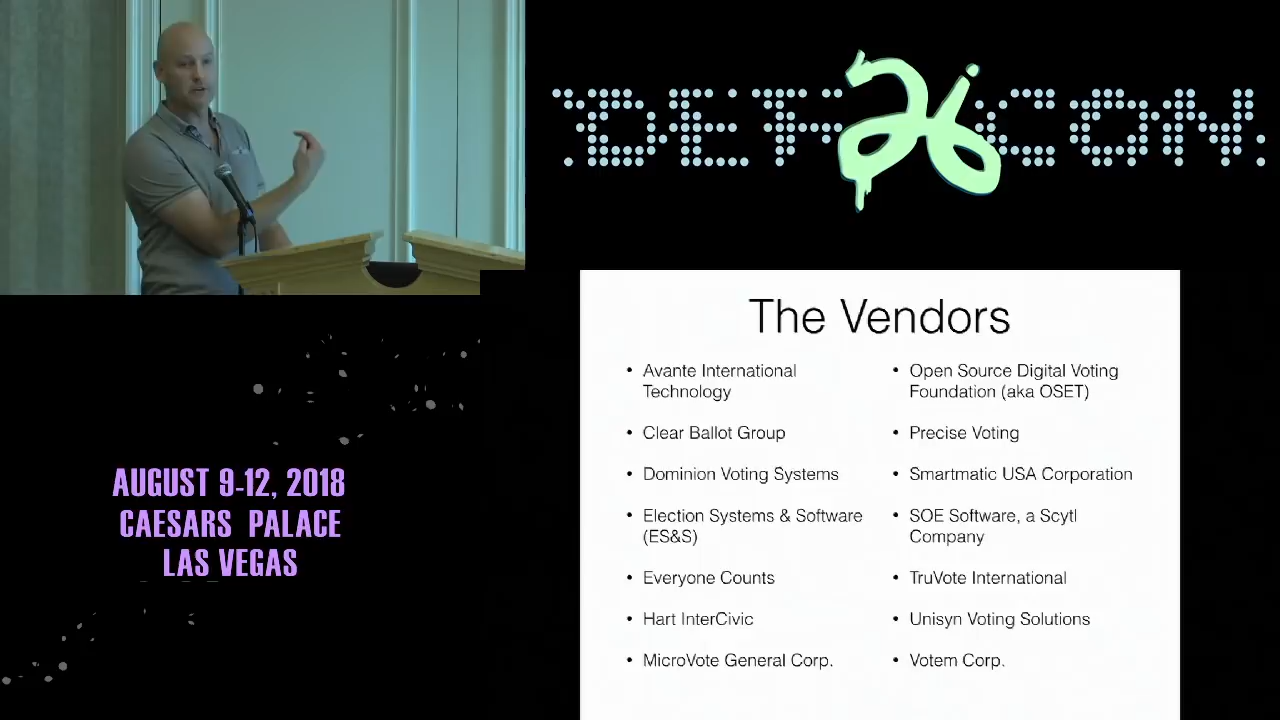 DEF 26 CON
AUGUST 9-12, 2018
CAESARS PALACE
LAS VEGAS
The Vendors
• Avante International
Technology
• Clear Ballot Group
• Dominion Voting Systems
• Election Systems & Software
(ES&S)
• Everyone Counts
• Hart InterCivic
• MicroVote General Corp.
• Open Source Digital Voting
Foundation (aka OSET)
• Precise Voting
• Smartmatic USA Corporation
• SOE Software, a Scytl
Company
• TruVote International
• Unisyn Voting Solutions
• Votem Corp.